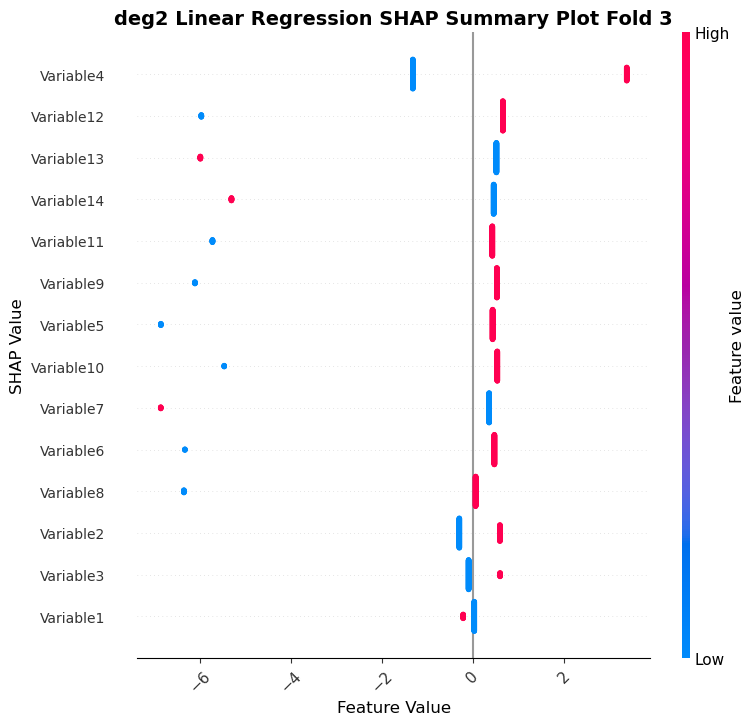 deg2 Linear Regression SHAP Summary Plot Fold 3
High
Variable4
Variable12
Variable13
Variable14
Variable11
Variable9
Variable5
Variable10
Variable7
Variable6
Variable8
Variable2
Variable3
Variable1
SHAP Value
Feature value
Low
−6
−4
−2
0
2
Feature Value